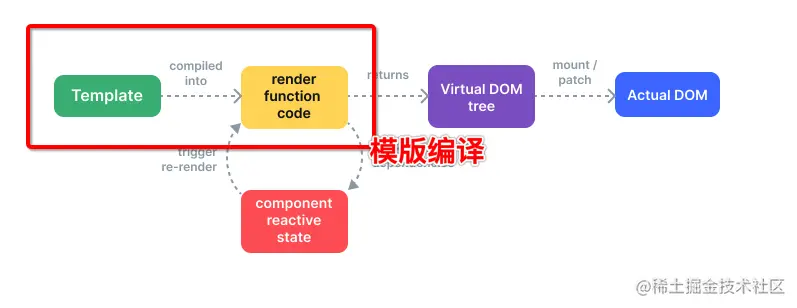 compiled
into
Template
render
function
code
returns
Virtual DOM
tree
mount /
patch
Actual DOM
trigger
re-render
模版编译
component
reactive
state
@稀土掘金技术社区